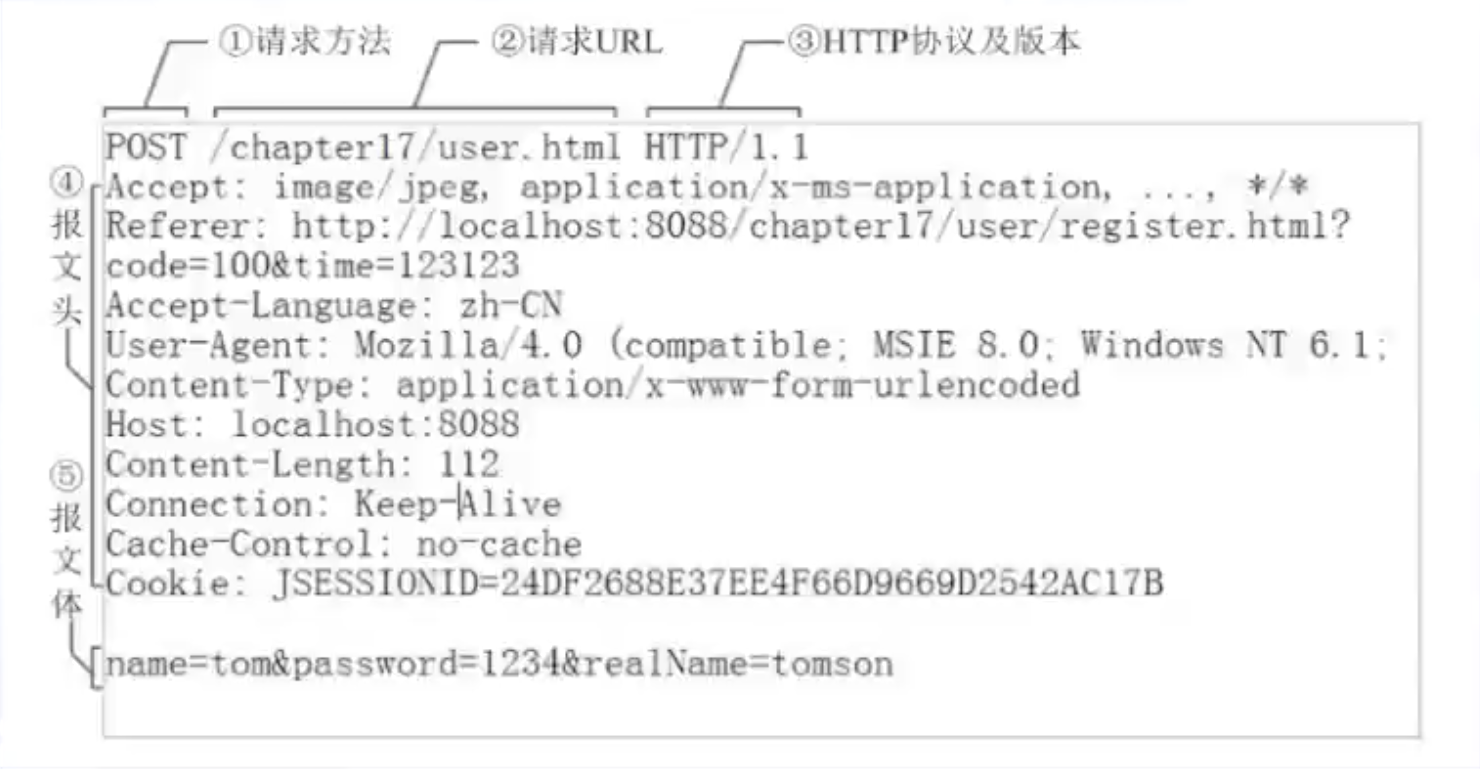 ①请求方法 ②请求URL ③HTTP协议及版本
POST /chapter17/user.html HTTP/1.1
④报文头
Accept: image/jpeg, application/x-ms-application, ..., */*
Referer: http://localhost:8088/chapter17/user/register.html?
code=100&time=123123
Accept-Language: zh-CN
User-Agent: Mozilla/4.0 (compatible; MSIE 8.0; Windows NT 6.1;
Content-Type: application/x-www-form-urlencoded
Host: localhost:8088
Content-Length: 112
Connection: Keep-Alive
Cache-Control: no-cache
Cookie: JSESSIONID=24DF2688E37EE4F66D9669D2542AC17B
⑤报文体
name=tom&password=1234&realName=tomson